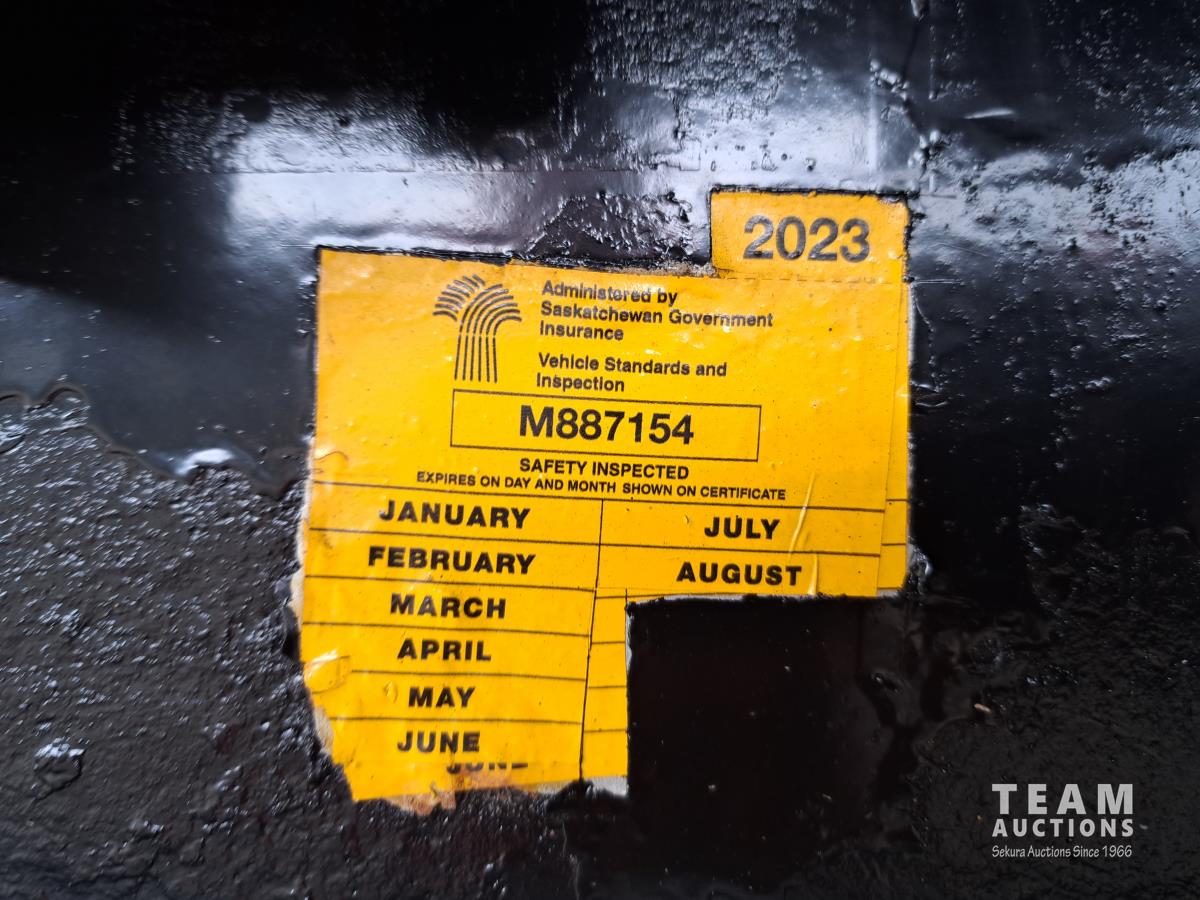 2023
Administered by
Saskatchewan Government
Insurance
Vehicle Standards and
Inspection
M887154
SAFETY INSPECTED
EXPIRES ON DAY AND MONTH SHOWN ON CERTIFICATE
JANUARY
JULY
FEBRUARY
AUGUST
MARCH
APRIL
MAY
JUNE
JUNE
TEAM
AUCTIONS
Sekura Auctions Since 1966